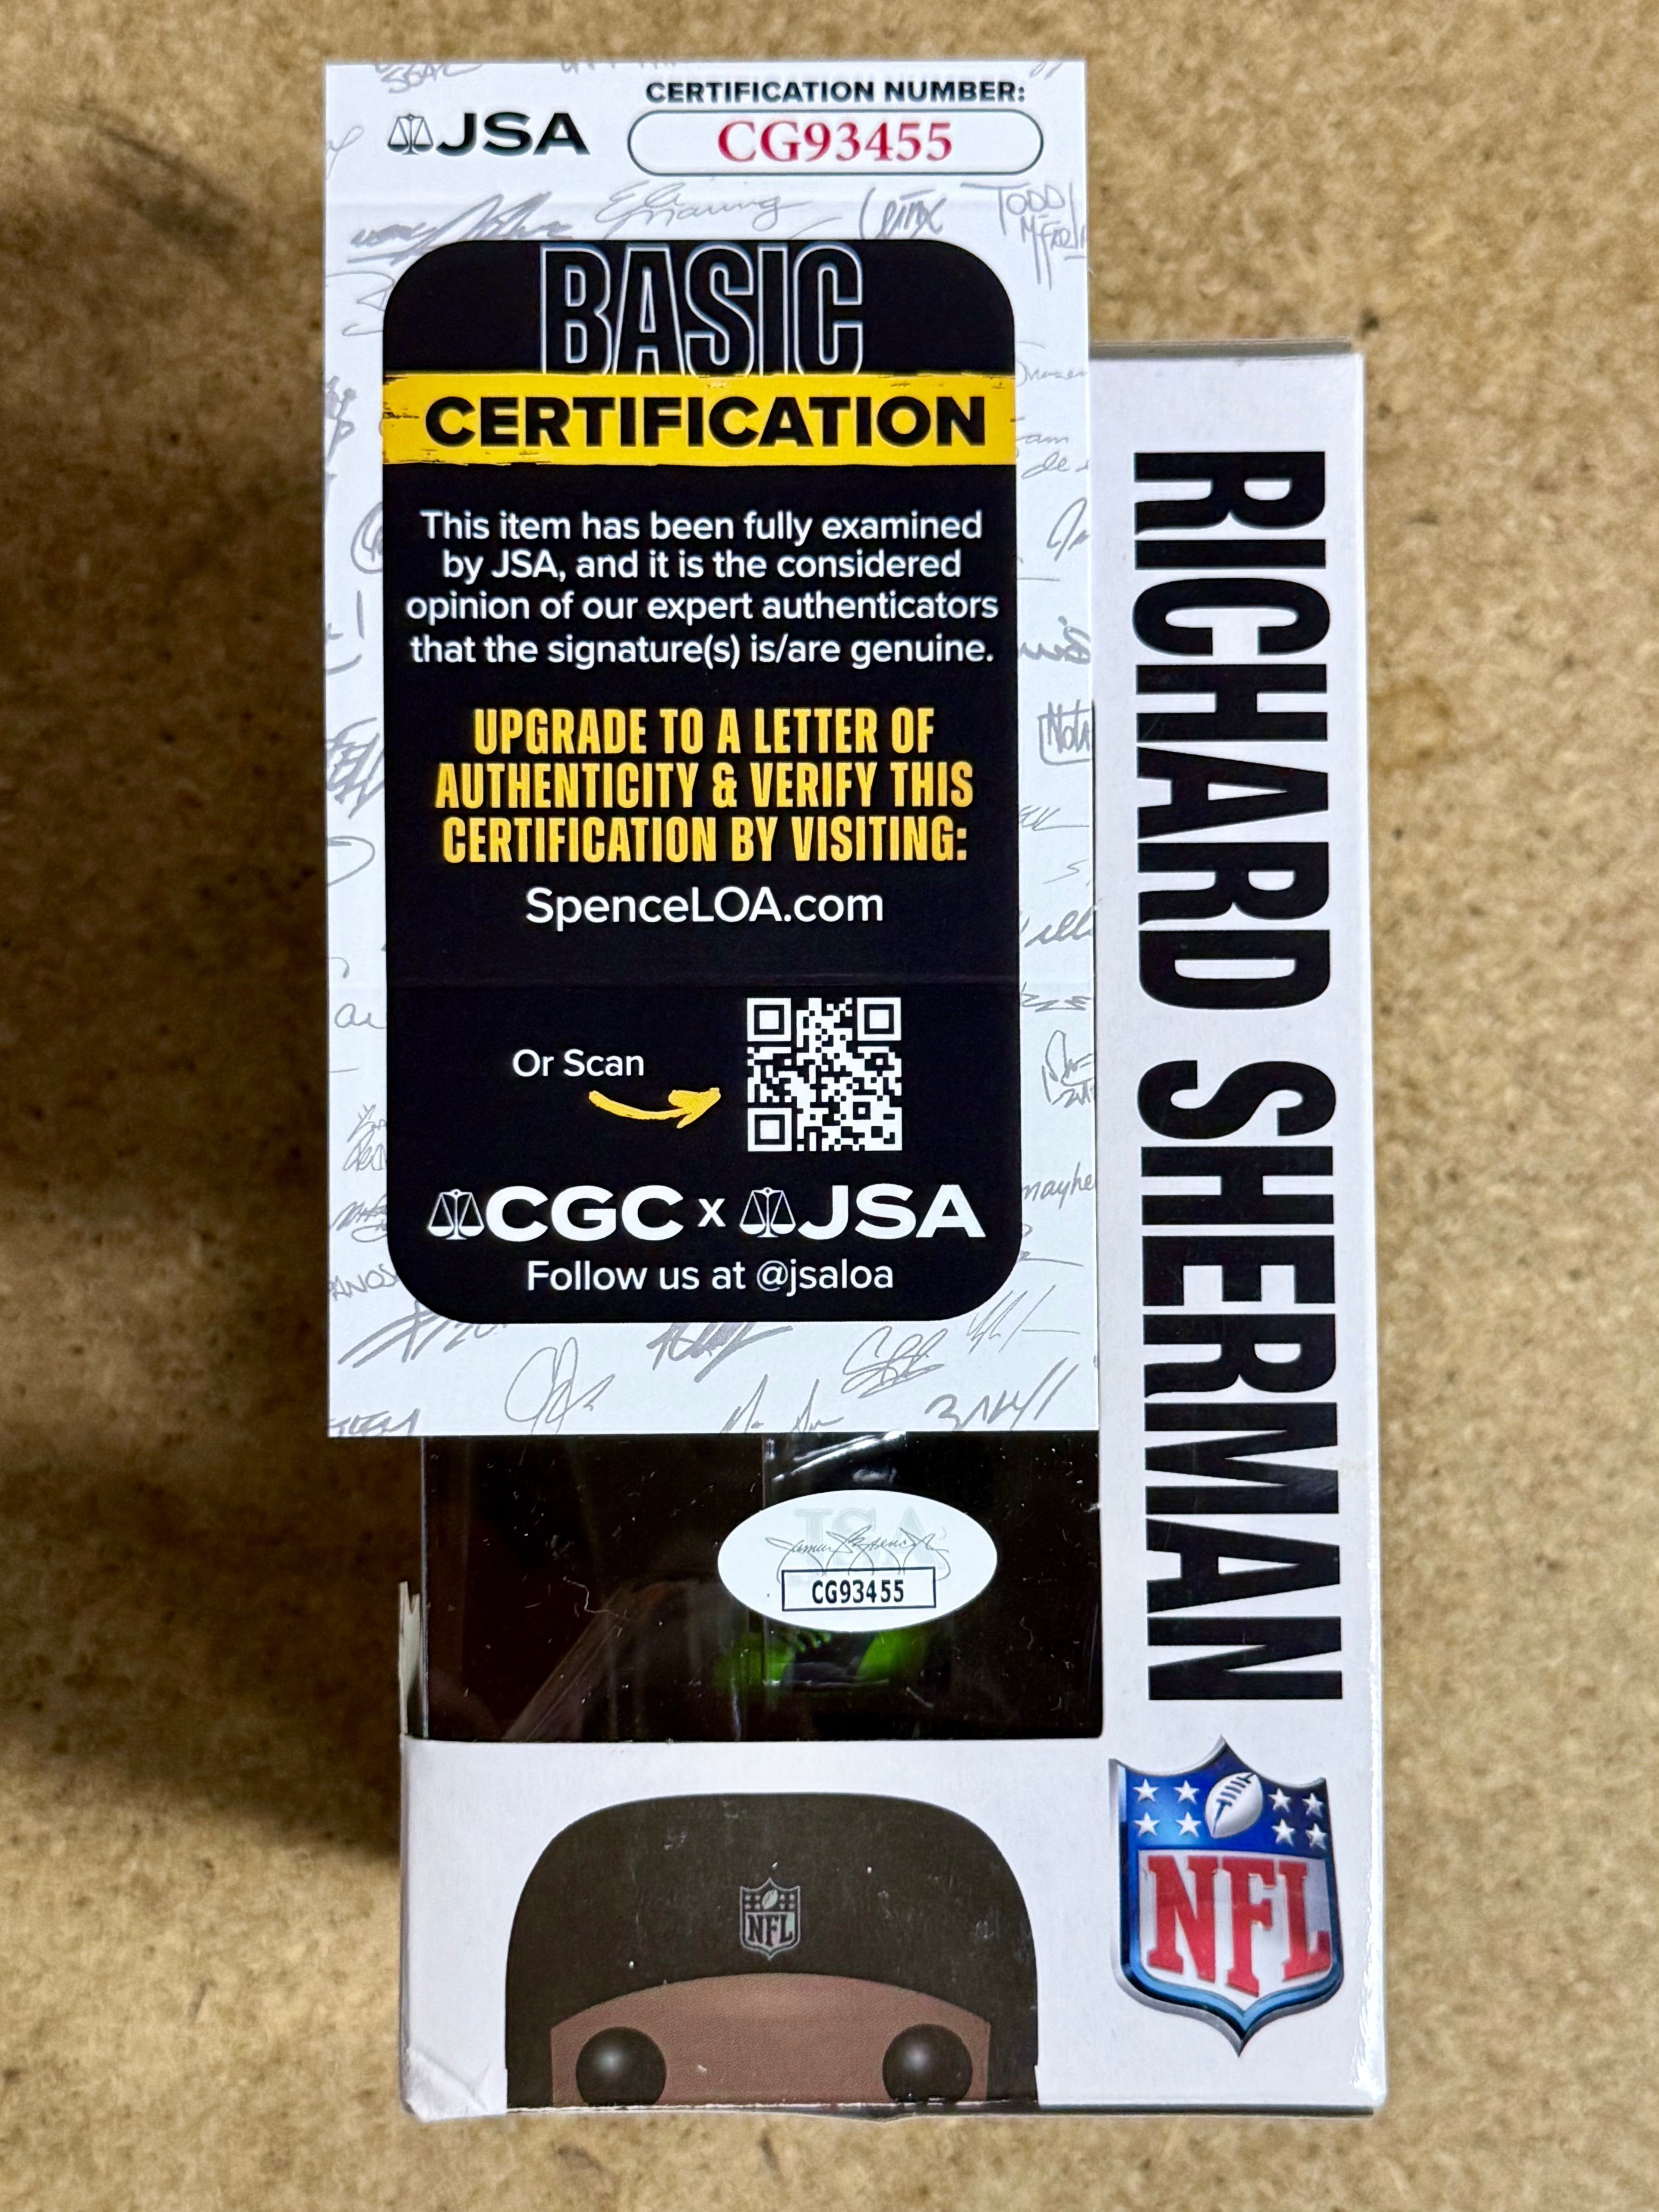 JSA
CERTIFICATION NUMBER:
CG93455
BASIC
CERTIFICATION
This item has been fully examined
by JSA, and it is the considered
opinion of our expert authenticators
that the signature(s) is/are genuine.
UPGRADE TO A LETTER OF
AUTHENTICITY & VERIFY THIS
CERTIFICATION BY VISITING:
SpenceLOA.com
Or Scan
CGC x JSA
Follow us at @jsaloa
JSA
CG93455
RICHARD SHERMAN
NFL
NFL